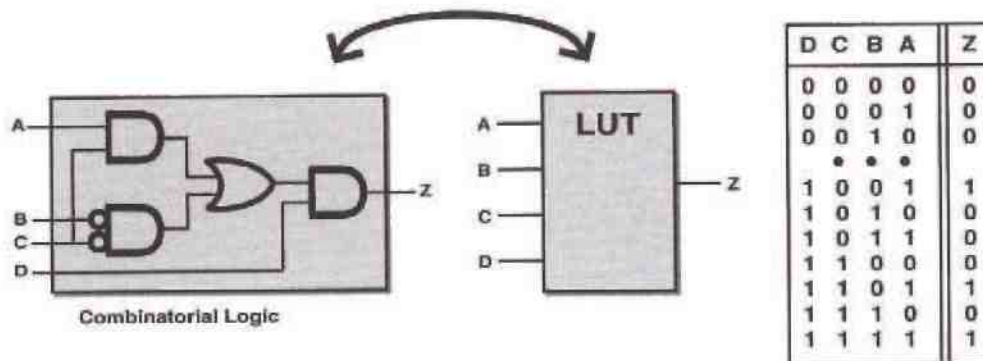 A
B
C
D
Z
Combinatorial Logic
LUT
A
B
C
D
Z
D C B A Z
0 0 0 0 0
0 0 0 1 0
0 0 1 0 0
• • •
1 0 0 1 1
1 0 1 0 0
1 0 1 1 0
1 1 0 0 0
1 1 0 1 1
1 1 1 0 0
1 1 1 1 1